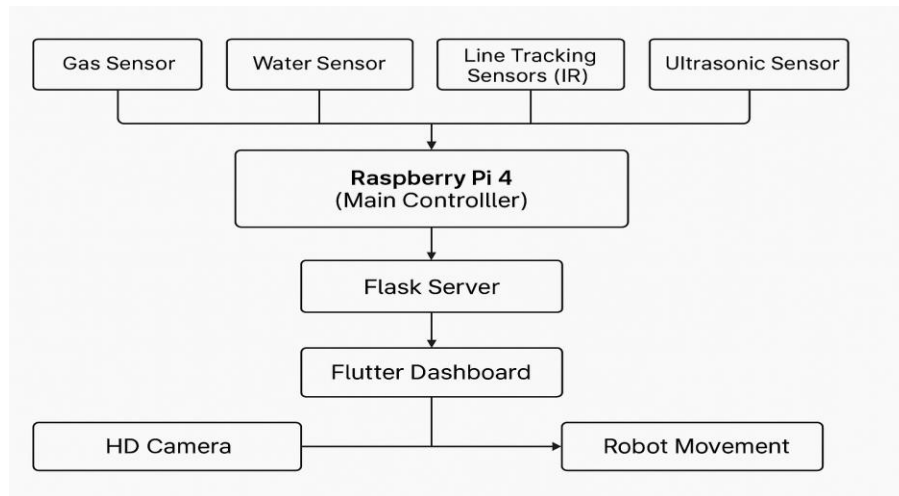 Gas Sensor
Water Sensor
Line Tracking
Sensors (IR)
Ultrasonic Sensor
Raspberry Pi 4
(Main Controlller)
Flask Server
Flutter Dashboard
HD Camera
Robot Movement